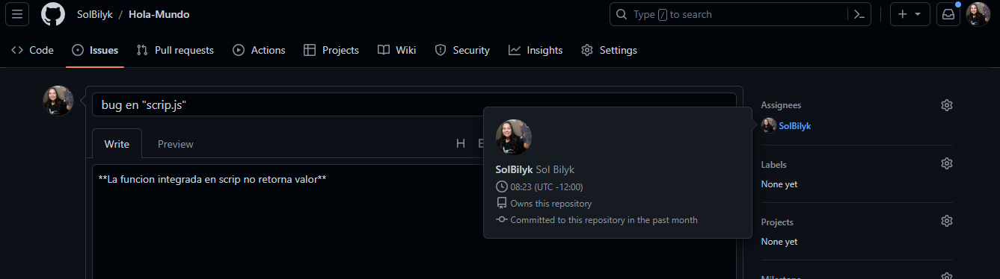 SolBilyk / Hola-Mundo
Type / to search
Code
Issues
Pull requests
Actions
Projects
Wiki
Security
Insights
Settings
bug en "scrip.js"
Write
Preview
H
**La funcion integrada en scrip no retorna valor**
SolBilyk Sol Bilyk
08:23 (UTC -12:00)
Owns this repository
Committed to this repository in the past month
Assignees
SolBilyk
Labels
None yet
Projects
None yet
Milestone